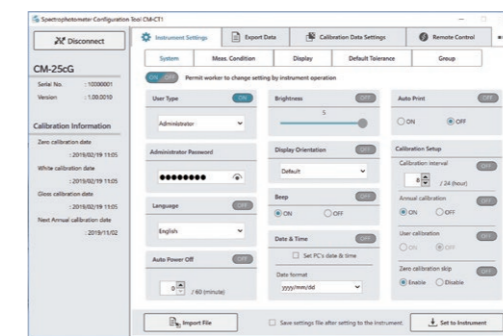 Spectrophotometer Configuration Tool CM-CT1
Disconnect
CM-25cG
Serial No. : 10000001
Version : 1.00.0010
Calibration Information
Zero calibration date
: 2019/02/19 11:05
White calibration date
: 2019/02/19 11:05
Gloss calibration date
: 2019/02/19 11:05
Next Annual calibration date
: 2019/11/02
Instrument Settings
Export Data
Calibration Data Settings
Remote Control
System
Meas. Condition
Display
Default Tolerance
Group
ON OFF Permit worker to change setting by instrument operation
User Type ON
Administrator
Administrator Password
Language OFF
English
Auto Power Off OFF
0 / 60 (minute)
Brightness OFF
5
Display Orientation OFF
Default
Beep OFF
ON OFF
Date & Time OFF
Set PC's date & time
Date format
yyyy/mm/dd
Auto Print OFF
ON OFF
Calibration Setup
Calibration interval OFF
8 / 24 (hour)
Annual calibration OFF
ON OFF
User calibration OFF
ON OFF
Zero calibration skip OFF
Enable Disable
Import File
Save settings file after setting to the instrument
Set to Instrument